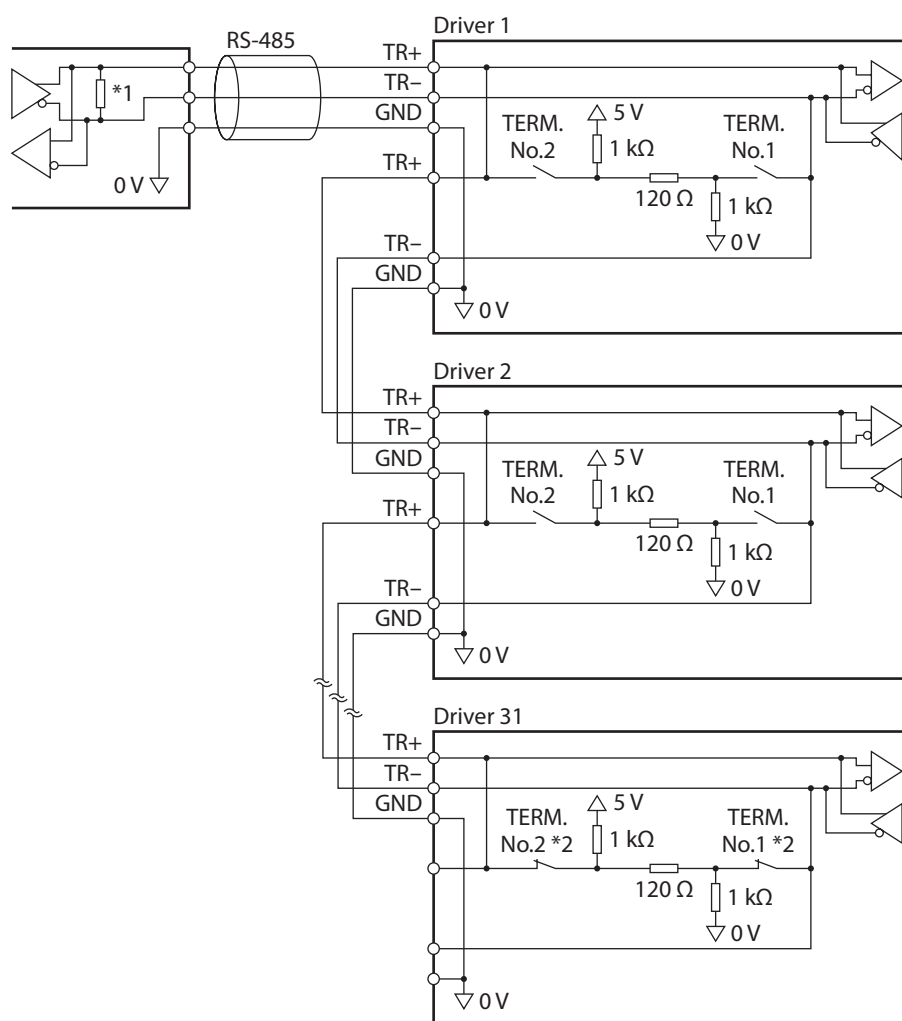 Driver 1
RS-485
TR+
TR–
GND
*1
0 V
TERM.
No.2
5 V
1 kΩ
120 Ω
TERM.
No.1
1 kΩ
0 V
TR+
TR–
GND
0 V
Driver 2
TR+
TR–
GND
TERM.
No.2
5 V
1 kΩ
120 Ω
TERM.
No.1
1 kΩ
0 V
TR+
TR–
GND
0 V
Driver 31
TR+
TR–
GND
TERM.
No.2 *2
5 V
1 kΩ
120 Ω
TERM.
No.1 *2
1 kΩ
0 V
0 V